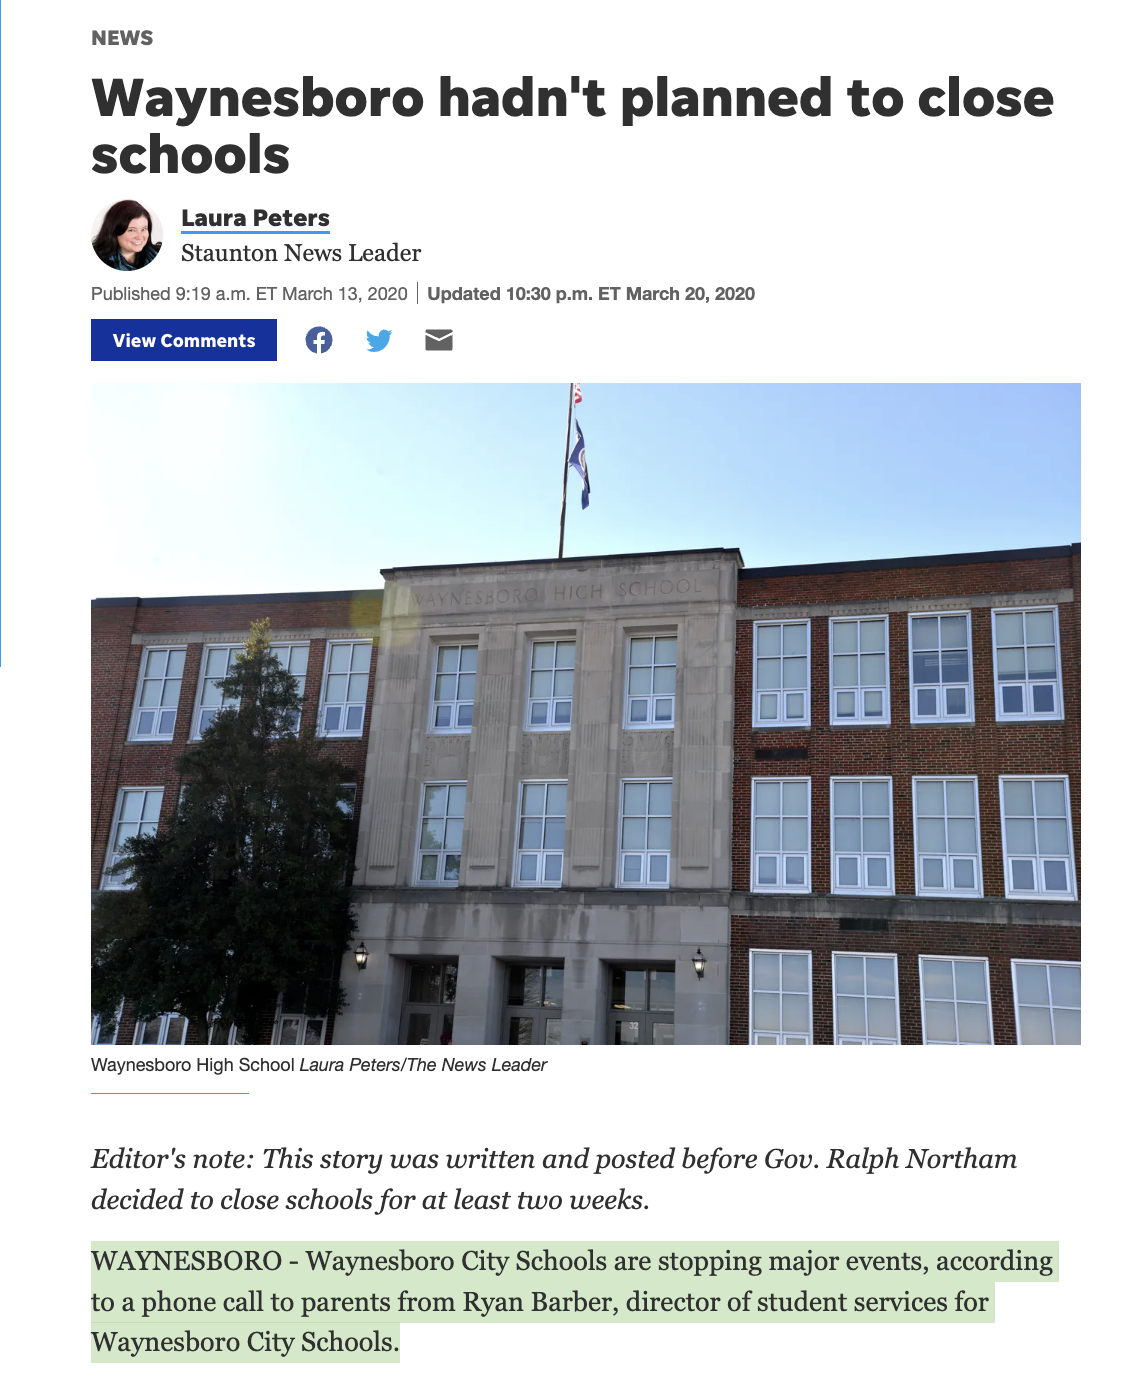 NEWS
Waynesboro hadn't planned to close
schools
Laura Peters
Staunton News Leader
Published 9:19 a.m. ET March 13, 2020 | Updated 10:30 p.m. ET March 20, 2020
View Comments
WAYNESBORO HIGH SCHOOL
32
Waynesboro High School Laura Peters/The News Leader
Editor's note: This story was written and posted before Gov. Ralph Northam
decided to close schools for at least two weeks.
WAYNESBORO - Waynesboro City Schools are stopping major events, according
to a phone call to parents from Ryan Barber, director of student services for
Waynesboro City Schools.